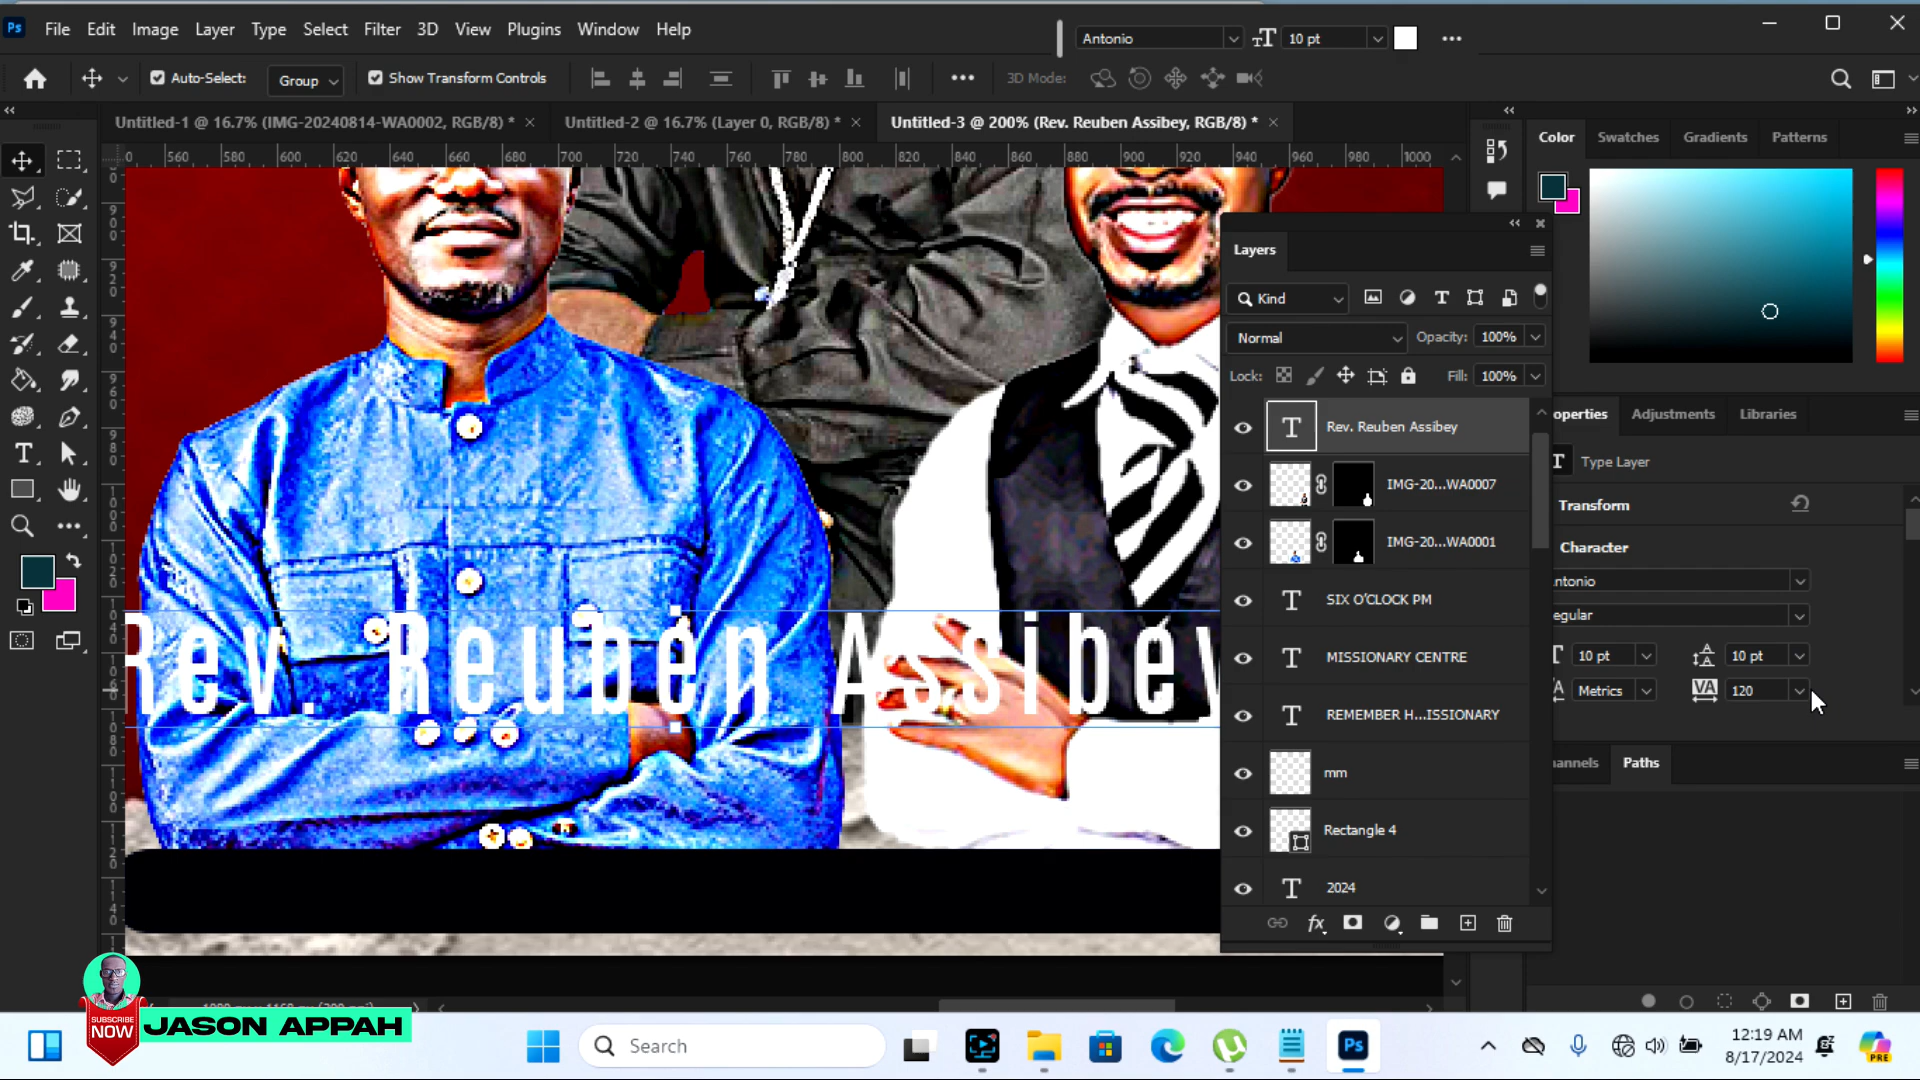 Ps File Edit Image Layer Type Select Filter 3D View Plugins Window Help
Antonio
10 pt
Auto-Select:
Group
Show Transform Controls
3D Mode:
Untitled-1 @ 16.7% (IMG-20240814-WA0002, RGB/8) *
Untitled-2 @ 16.7% (Layer 0, RGB/8) *
Untitled-3 @ 200% (Rev. Reuben Assibey, RGB/8) *
560 580 600 620 640 660 680 700 720 740 760 780 800 820 840 860 880 900 920 940 960 980 1000
Color Swatches Gradients Patterns
Layers
Kind
Normal
Opacity: 100%
Lock:
Fill: 100%
Rev. Reuben Assibey
IMG-20...WA0007
IMG-20...WA0001
SIX O'CLOCK PM
MISSIONARY CENTRE
REMEMBER H...ISSIONARY
mm
Rectangle 4
2024
operties Adjustments Libraries
Type Layer
Transform
Character
ntonio
egular
10 pt
10 pt
Metrics
VA 120
annels Paths
Rev. Reuben Assibey
SUBSCRIBE
NOW
JASON APPAH
Search
12:19 AM
8/17/2024
PRE